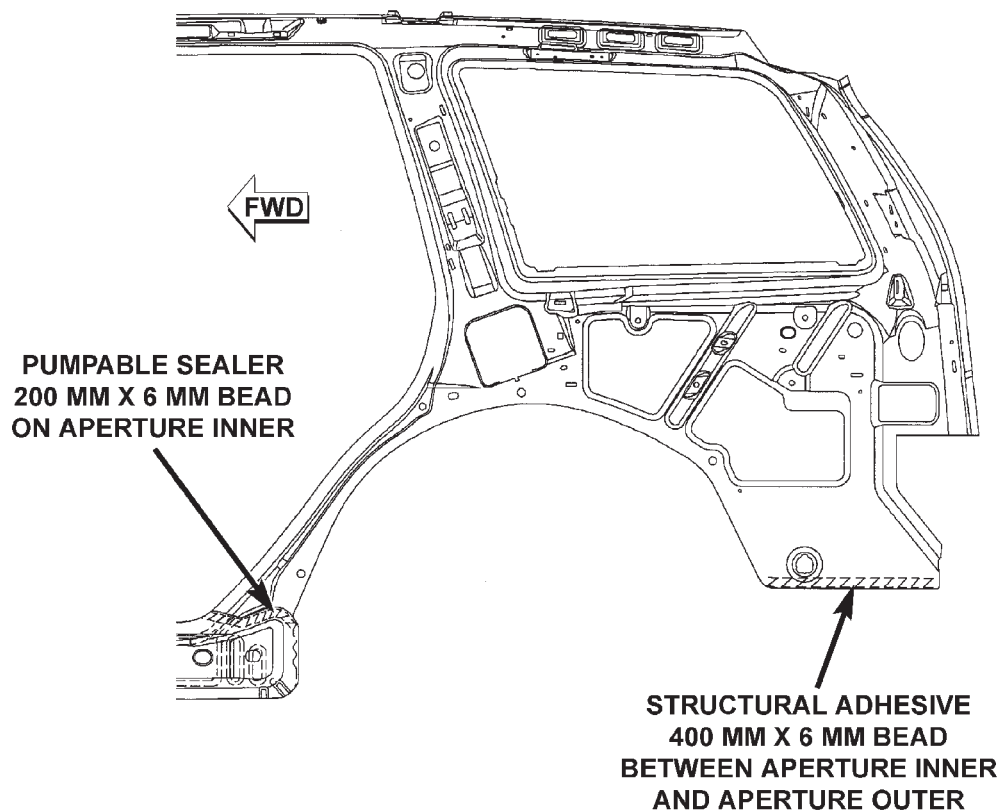 FWD
PUMPABLE SEALER
200 MM X 6 MM BEAD
ON APERTURE INNER
STRUCTURAL ADHESIVE
400 MM X 6 MM BEAD
BETWEEN APERTURE INNER
AND APERTURE OUTER